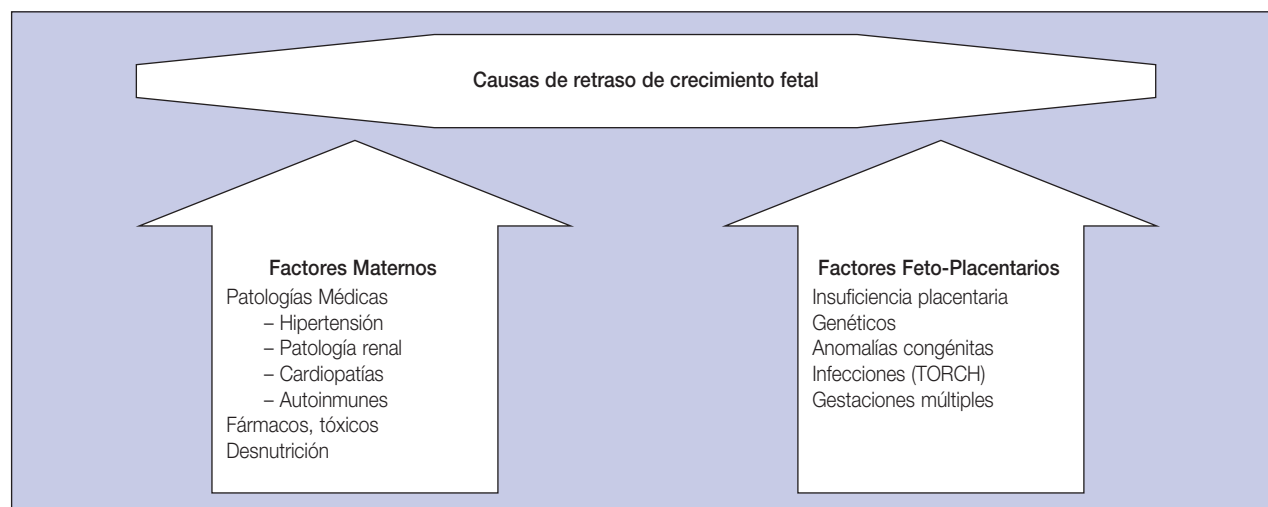 Causas de retraso de crecimiento fetal
Factores Maternos
Patologías Médicas
– Hipertensión
– Patología renal
– Cardiopatías
– Autoinmunes
Fármacos, tóxicos
Desnutrición
Factores Feto-Placentarios
Insuficiencia placentaria
Genéticos
Anomalías congénitas
Infecciones (TORCH)
Gestaciones múltiples